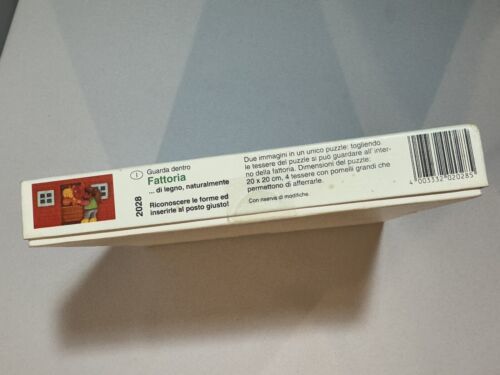 I Guarda dentro
Fattoria
... di legno, naturalmente
2028
Riconoscere le forme ed
inserirle al posto giusto!
Due immagini in un unico puzzle: togliendo
le tessere del puzzle si può guardare all' inter-
no della fattoria. Dimensioni del puzzle:
20 x 20 cm, 4 tessere con pomelli grandi che
permettono di afferrarle.
Con riserva di modifiche.
4 003332 020285